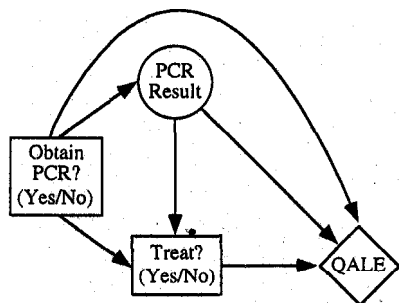 PCR
Result
Obtain
PCR?
(Yes/No)
Treat?
(Yes/No)
QALE